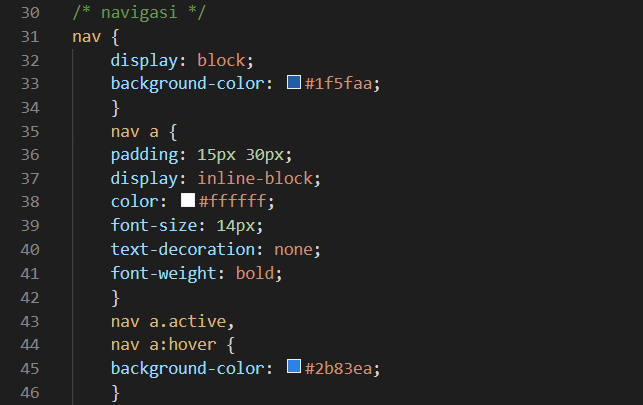 30 /* navigasi */
31 nav {
32 display: block;
33 background-color: #1f5faa;
34 }
35 nav a {
36 padding: 15px 30px;
37 display: inline-block;
38 color: #ffffff;
39 font-size: 14px;
40 text-decoration: none;
41 font-weight: bold;
42 }
43 nav a.active,
44 nav a:hover {
45 background-color: #2b83ea;
46 }